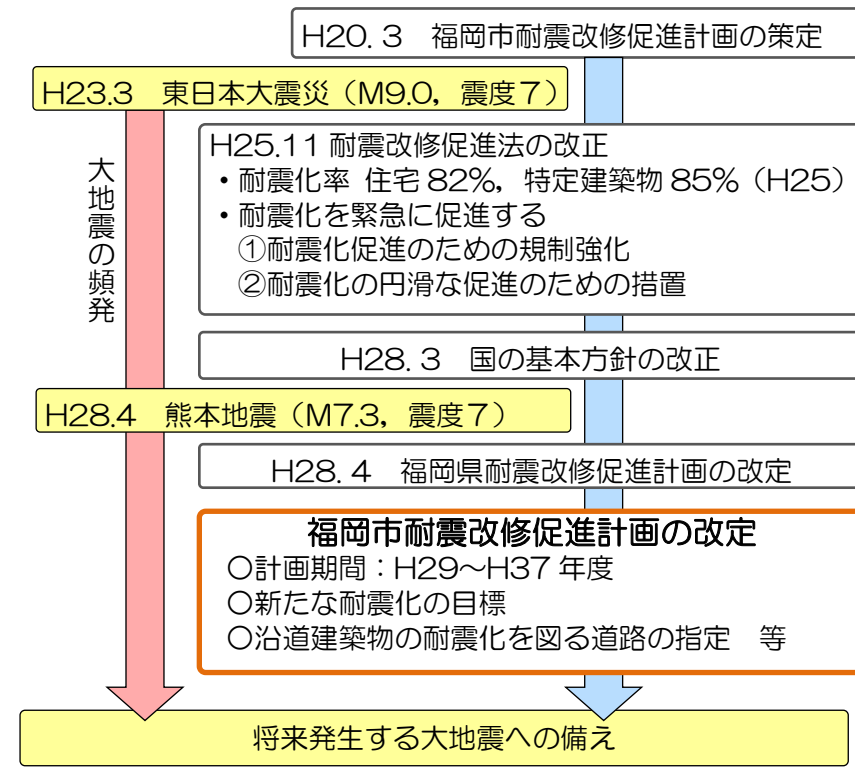 H20.3　福岡市耐震改修促進計画の策定
H23.3　東日本大震災（M9.0，震度７）
大地震の頻発
H25.11 耐震改修促進法の改正
・耐震化率 住宅 82%，特定建築物 85%（H25）
・耐震化を緊急に促進する
①耐震化促進のための規制強化
②耐震化の円滑な促進のための措置
H28.3　国の基本方針の改正
H28.4　熊本地震（M7.3，震度７）
H28.4　福岡県耐震改修促進計画の改定
福岡市耐震改修促進計画の改定
○計画期間：H29～H37 年度
○新たな耐震化の目標
○沿道建築物の耐震化を図る道路の指定　等
将来発生する大地震への備え